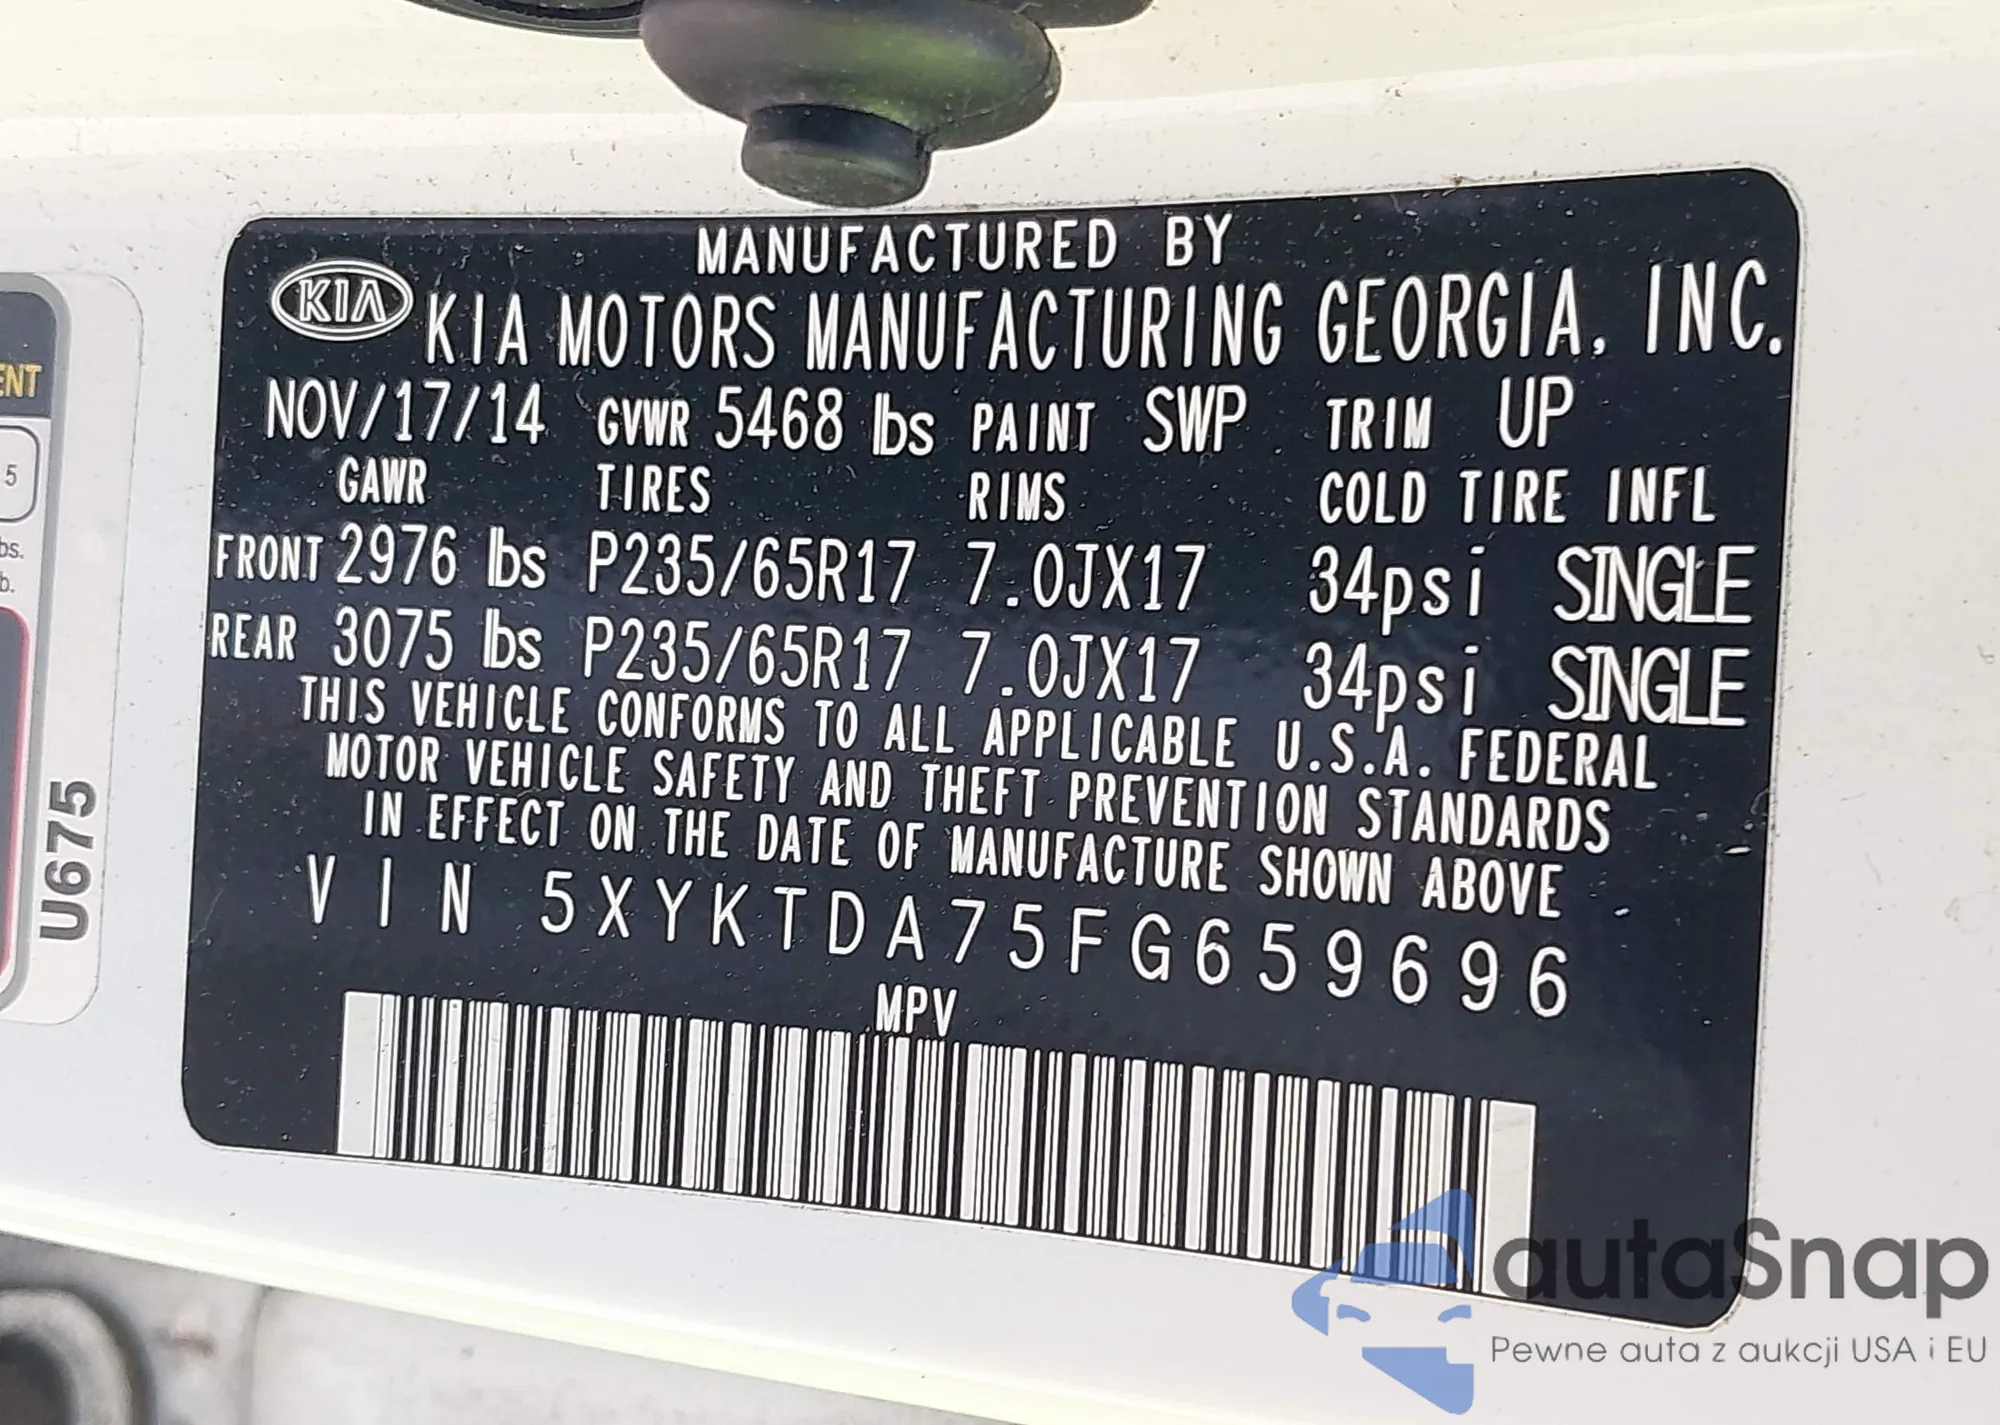 MANUFACTURED BY
KIA KIA MOTORS MANUFACTURING GEORGIA, INC.
NOV/17/14 GVWR 5468 lbs PAINT SWP TRIM UP
GAWR TIRES RIMS COLD TIRE INFL
FRONT 2976 lbs P235/65R17 7.0JX17 34psi SINGLE
REAR 3075 lbs P235/65R17 7.0JX17 34psi SINGLE
THIS VEHICLE CONFORMS TO ALL APPLICABLE U.S.A. FEDERAL
MOTOR VEHICLE SAFETY AND THEFT PREVENTION STANDARDS
IN EFFECT ON THE DATE OF MANUFACTURE SHOWN ABOVE
VIN 5XYKTDA75FG659696
MPV
ENT
5
bs.
b.
U675
autaSnap
Pewne auta z aukcji USA i EU